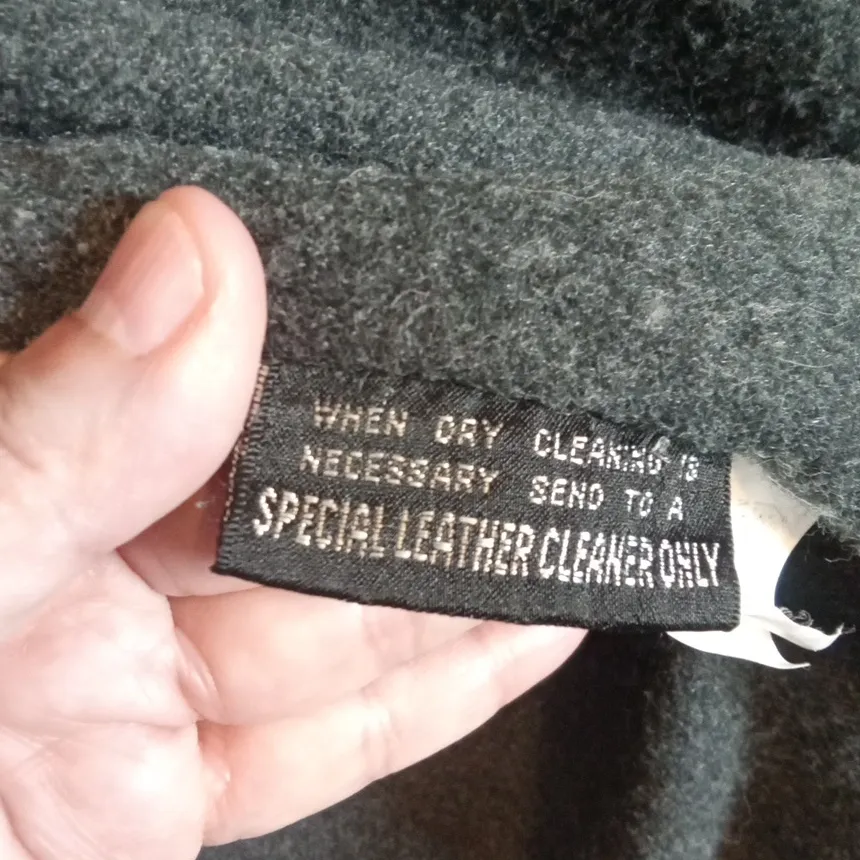 WHEN DRY CLEANING IS
NECESSARY SEND TO A
SPECIAL LEATHER CLEANER ONLY